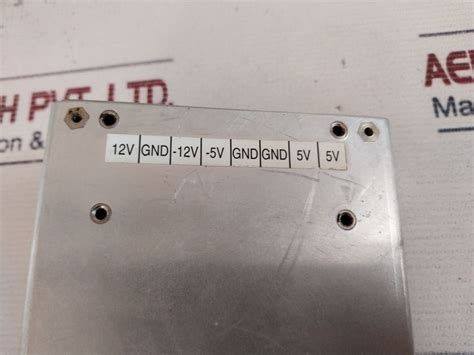 H PVT. LTD.
on &
AE
Ma
12V GND -12V -5V GND GND 5V 5V